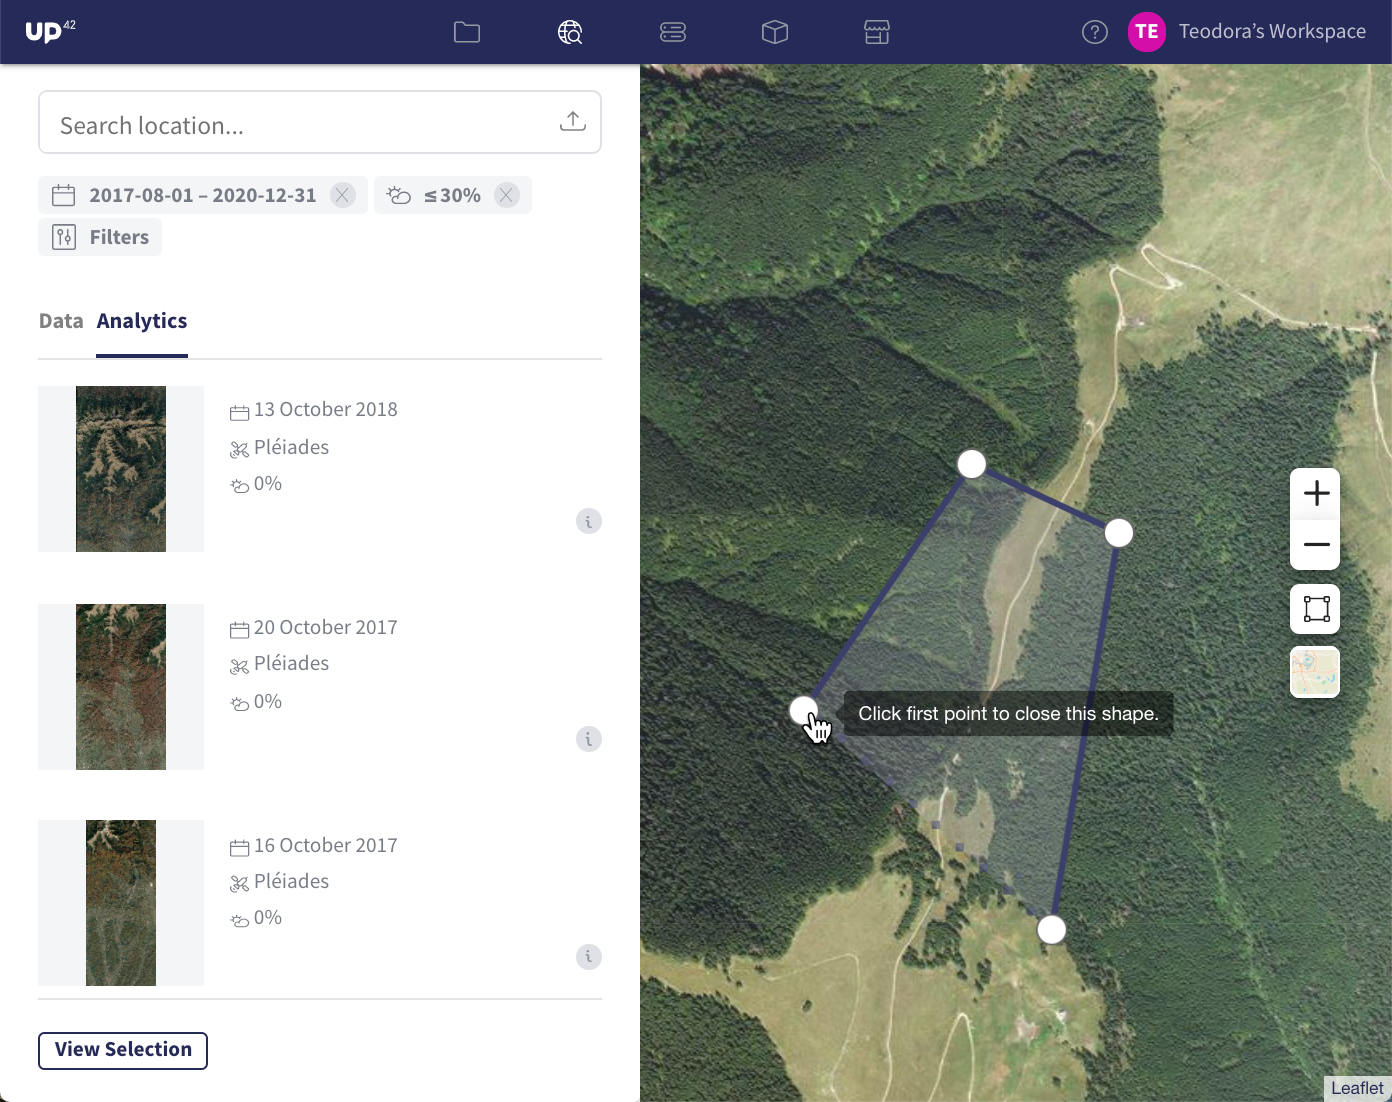 UP42
TE
Teodora’s Workspace
Search location...
2017-08-01 – 2020-12-31
≤30%
Filters
Data Analytics
13 October 2018
Pléiades
0%
20 October 2017
Pléiades
0%
16 October 2017
Pléiades
0%
View Selection
Click first point to close this shape.
Leaflet